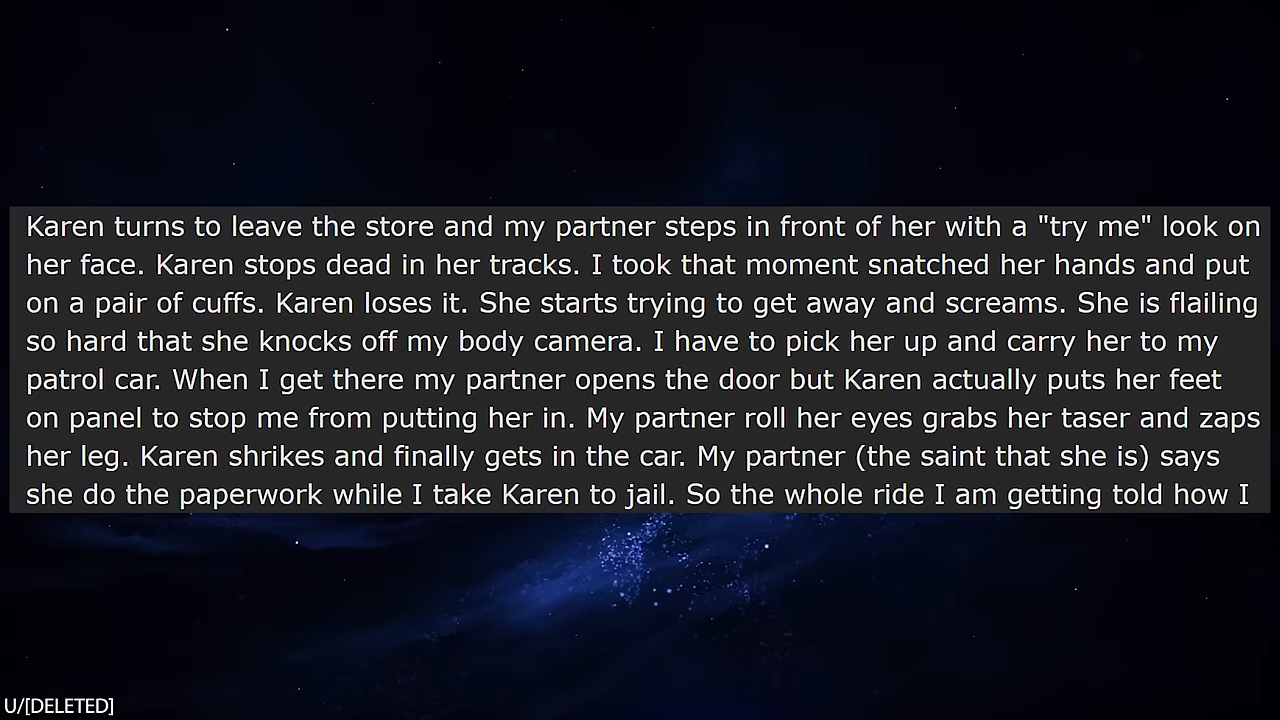 Karen turns to leave the store and my partner steps in front of her with a "try me" look on
her face. Karen stops dead in her tracks. I took that moment snatched her hands and put
on a pair of cuffs. Karen loses it. She starts trying to get away and screams. She is flailing
so hard that she knocks off my body camera. I have to pick her up and carry her to my
patrol car. When I get there my partner opens the door but Karen actually puts her feet
on panel to stop me from putting her in. My partner roll her eyes grabs her taser and zaps
her leg. Karen shrikes and finally gets in the car. My partner (the saint that she is) says
she do the paperwork while I take Karen to jail. So the whole ride I am getting told how I
U/[DELETED]